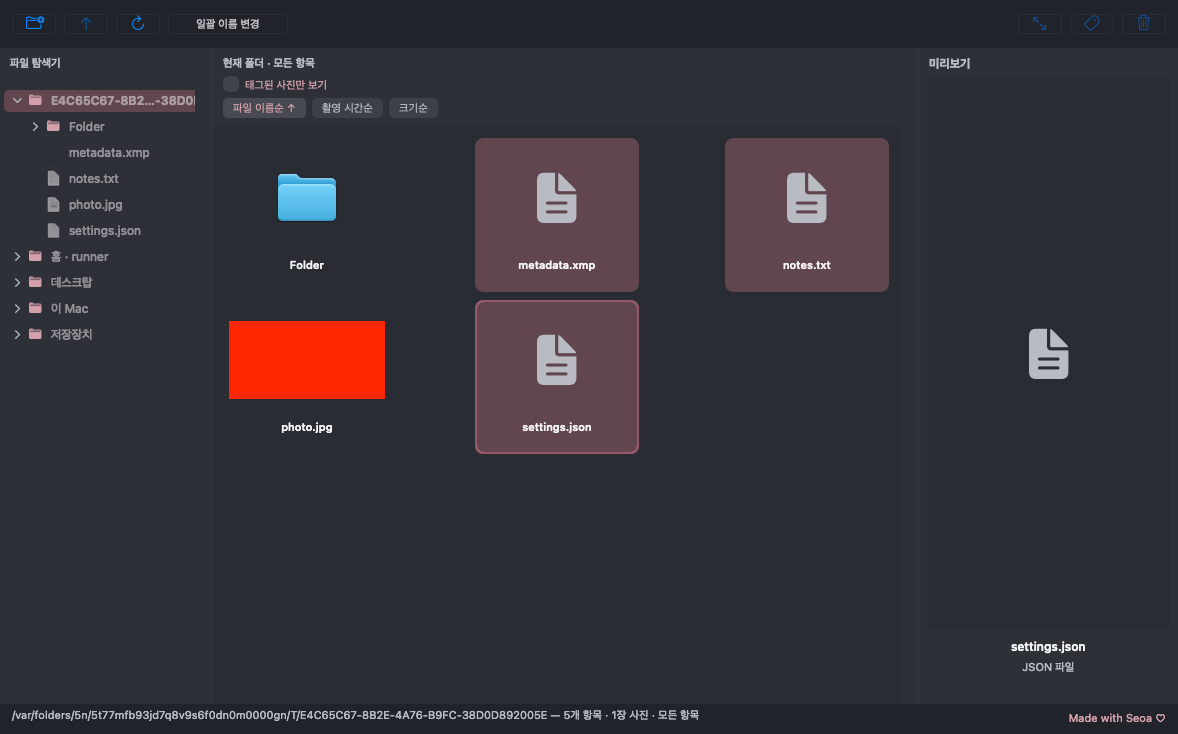 일괄 이름 변경
파일 탐색기
E4C65C67-8B2...-38D0
Folder
metadata.xmp
notes.txt
photo.jpg
settings.json
홈 · runner
데스크탑
이 Mac
저장장치
현재 폴더 · 모든 항목
태그된 사진만 보기
파일 이름순 ↑
촬영 시간순
크기순
Folder
metadata.xmp
notes.txt
photo.jpg
settings.json
미리보기
settings.json
JSON 파일
/var/folders/5n/5t77mfb93jd7q8v9s6f0dn0m0000gn/T/E4C65C67-8B2E-4A76-B9FC-38D0D892005E — 5개 항목 · 1장 사진 · 모든 항목
Made with Seoa ♡